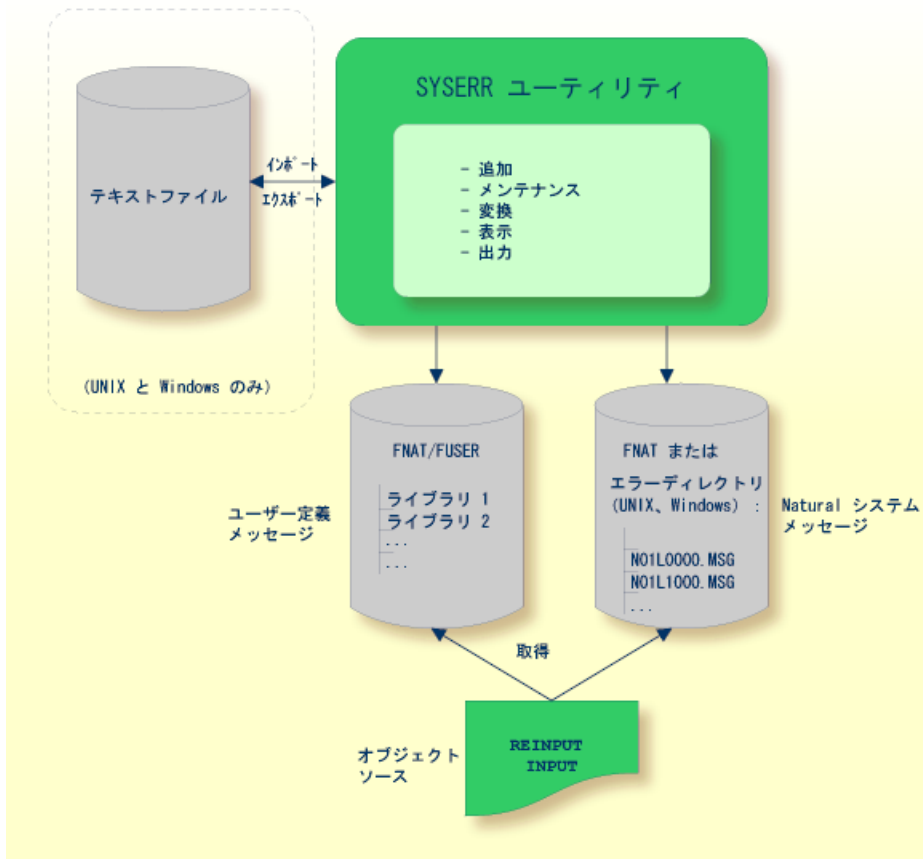 SYSERR ユーティリティ
- 追加
- メンテナンス
- 変換
- 表示
- 出力
インポート
エクスポート
テキストファイル
(UNIX と Windows のみ)
FNAT/FUSER
ライブラリ 1
ライブラリ 2
...
...
ユーザー定義
メッセージ
FNAT または
エラーディレクトリ
(UNIX、Windows) :
N01L0000.MSG
N01L1000.MSG
...
Natural システム
メッセージ
取得
REINPUT
INPUT
オブジェクト
ソース